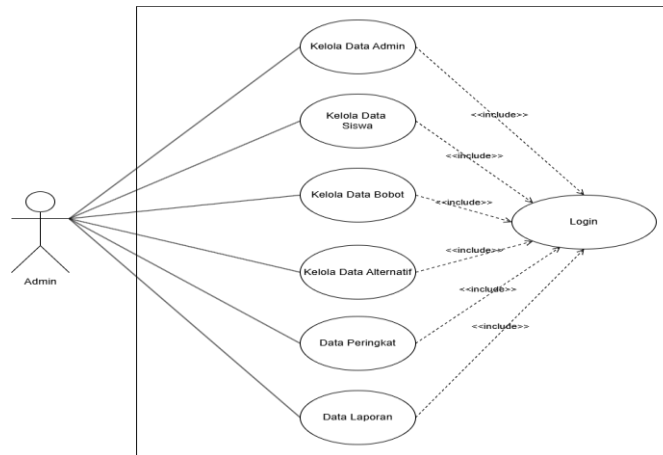 Kelola Data Admin
<<include>>
Kelola Data
Siswa
<<include>>
Kelola Data Bobot
<<include>>
Login
Admin
Kelola Data Alternatif
<<include>>
<<include>>
Data Peringkat
<<include>>
Data Laporan